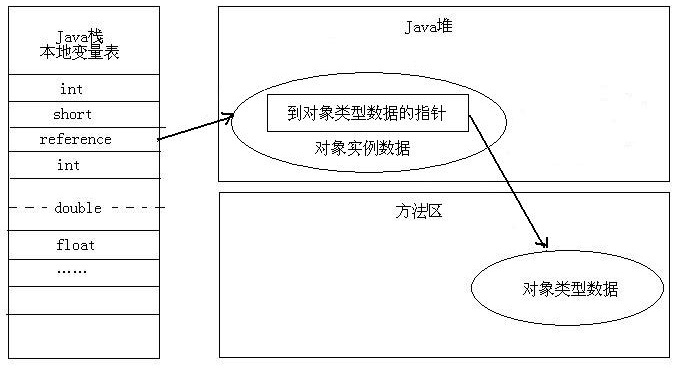 Java栈
本地变量表
int
short
reference
int
double
float
……
Java堆
到对象类型数据的指针
对象实例数据
方法区
对象类型数据